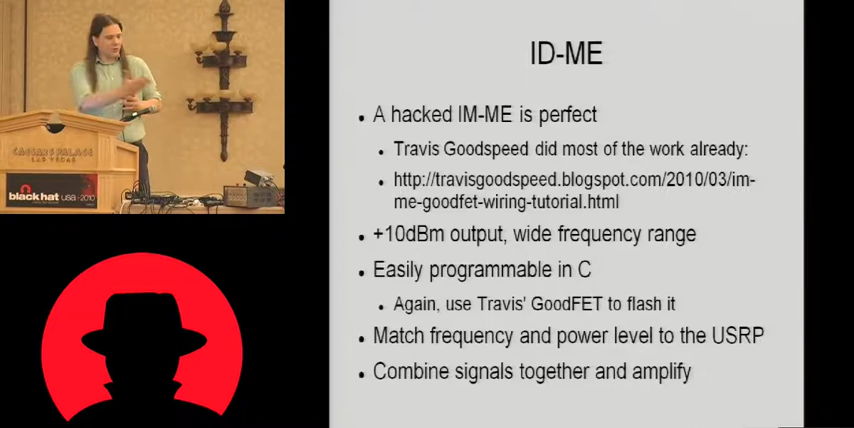 CAESARS PALACE
LAS VEGAS
black hat usa + 2010
ID-ME
• A hacked IM-ME is perfect
• Travis Goodspeed did most of the work already:
• http://travisgoodspeed.blogspot.com/2010/03/im-
me-goodfet-wiring-tutorial.html
• +10dBm output, wide frequency range
• Easily programmable in C
• Again, use Travis' GoodFET to flash it
• Match frequency and power level to the USRP
• Combine signals together and amplify